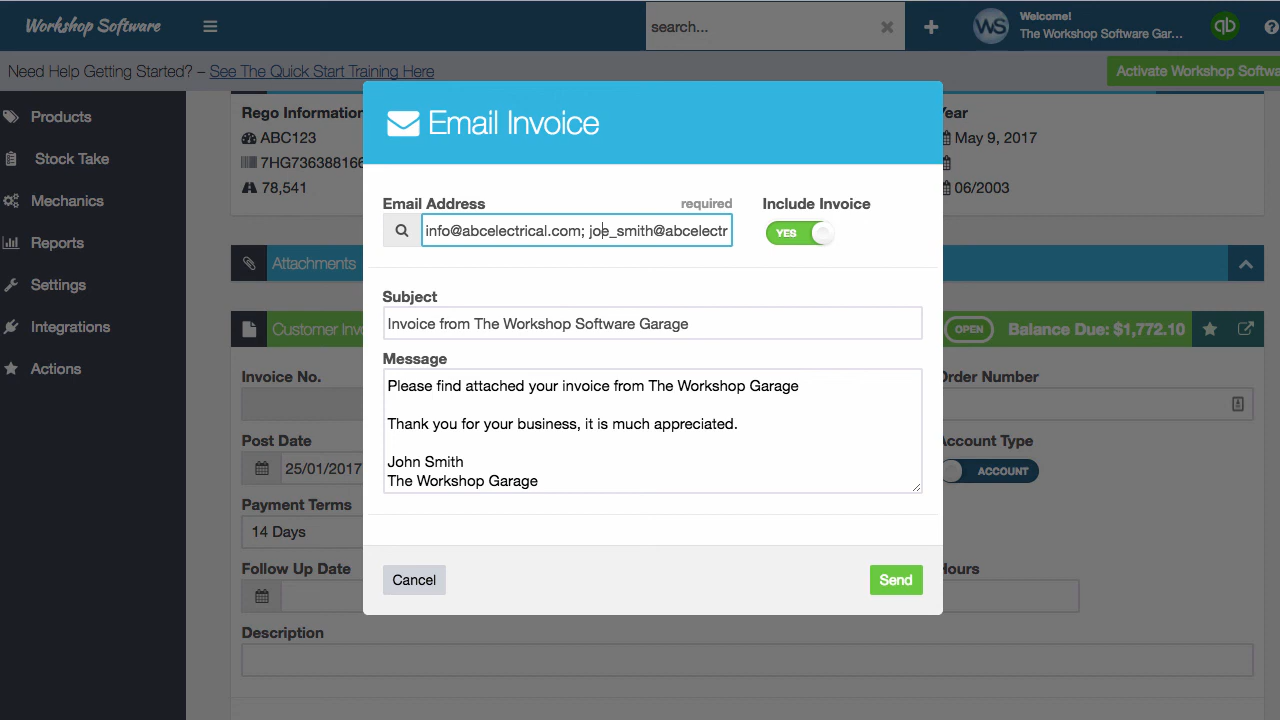 Workshop Software
search...
Welcome!
WS
The Workshop Software Gar...
qb
?
Need Help Getting Started? – See The Quick Start Training Here
Activate Workshop Softwa
Products
Stock Take
Mechanics
Reports
Settings
Integrations
Actions
Rego Information
ABC123
7HG736388166
78,541
Year
May 9, 2017
06/2003
Attachments
Customer Invo
OPEN
Balance Due: $1,772.10
Invoice No.
Order Number
Post Date
25/01/2017
Account Type
ACCOUNT
Payment Terms
14 Days
Follow Up Date
Hours
Description
Email Invoice
Email Address
required
Include Invoice
info@abcelectrical.com; joe_smith@abcelectr
YES
Subject
Invoice from The Workshop Software Garage
Message
Please find attached your invoice from The Workshop Garage
Thank you for your business, it is much appreciated.
John Smith
The Workshop Garage
Cancel
Send